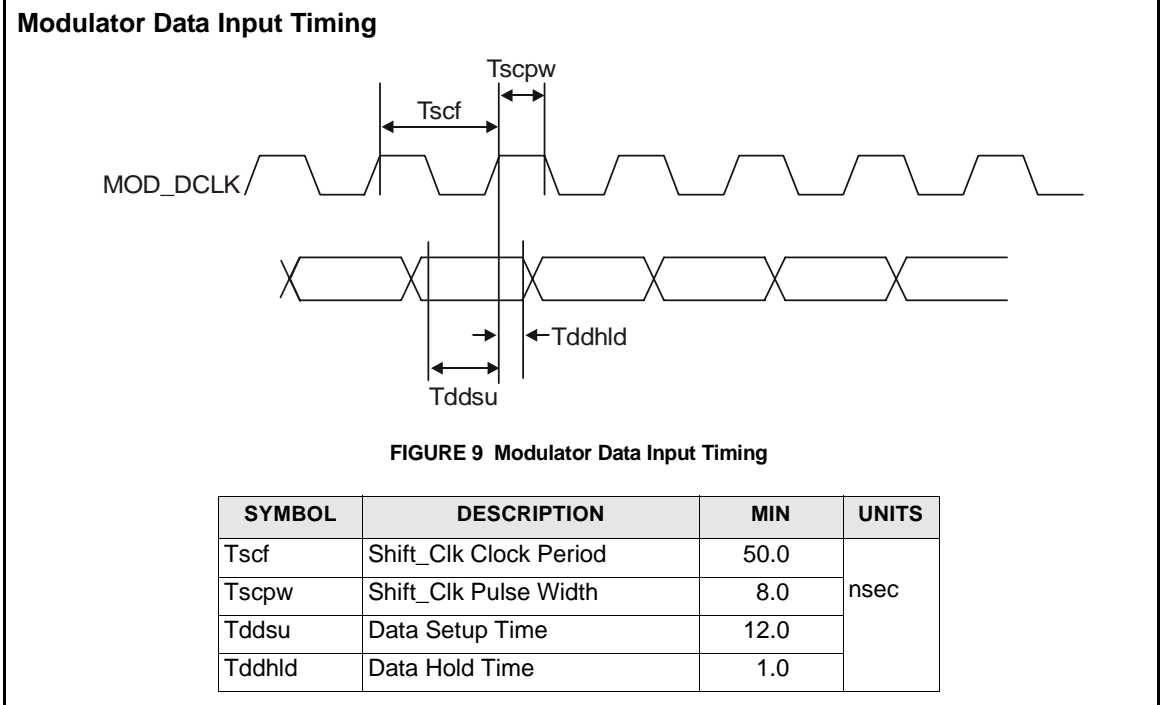 Modulator Data Input Timing
Tscpw
Tscf
MOD_DCLK
Tddhld
Tddsu
FIGURE 9 Modulator Data Input Timing
SYMBOL DESCRIPTION MIN UNITS
Tscf Shift_Clk Clock Period 50.0
Tscpw Shift_Clk Pulse Width 8.0 nsec
Tddsu Data Setup Time 12.0
Tddhld Data Hold Time 1.0